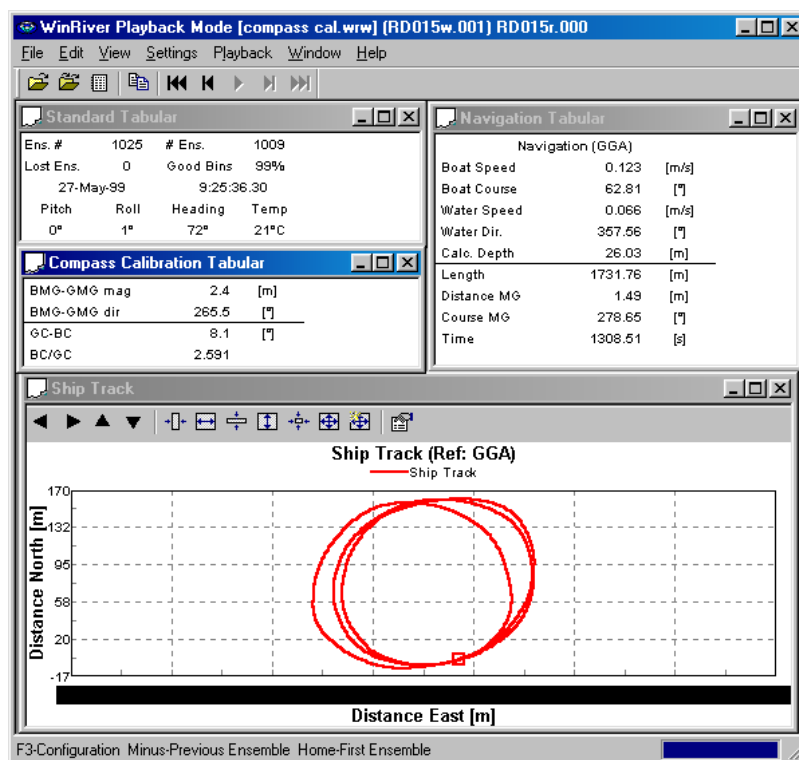 WinRiver Playback Mode [compass cal.wrw] (RD015w.001) RD015r.000
File Edit View Settings Playback Window Help
Standard Tabular
Ens. # 1025 # Ens. 1009
Lost Ens. 0 Good Bins 99%
27-May-99 9:25:36.30
Pitch Roll Heading Temp
0° 1° 72° 21°C
Navigation Tabular
Navigation (GGA)
Boat Speed 0.123 [m/s]
Boat Course 62.81 [°]
Water Speed 0.066 [m/s]
Water Dir. 357.56 [°]
Calc. Depth 26.03 [m]
Length 1731.76 [m]
Distance MG 1.49 [m]
Course MG 278.65 [°]
Time 1308.51 [s]
Compass Calibration Tabular
BMG-GMG mag 2.4 [m]
BMG-GMG dir 265.5 [°]
GC-BC 8.1 [°]
BC/GC 2.591
Ship Track
Ship Track (Ref: GGA)
Ship Track
Distance North [m]
170
132
95
58
20
-17
Distance East [m]
F3-Configuration Minus-Previous Ensemble Home-First Ensemble